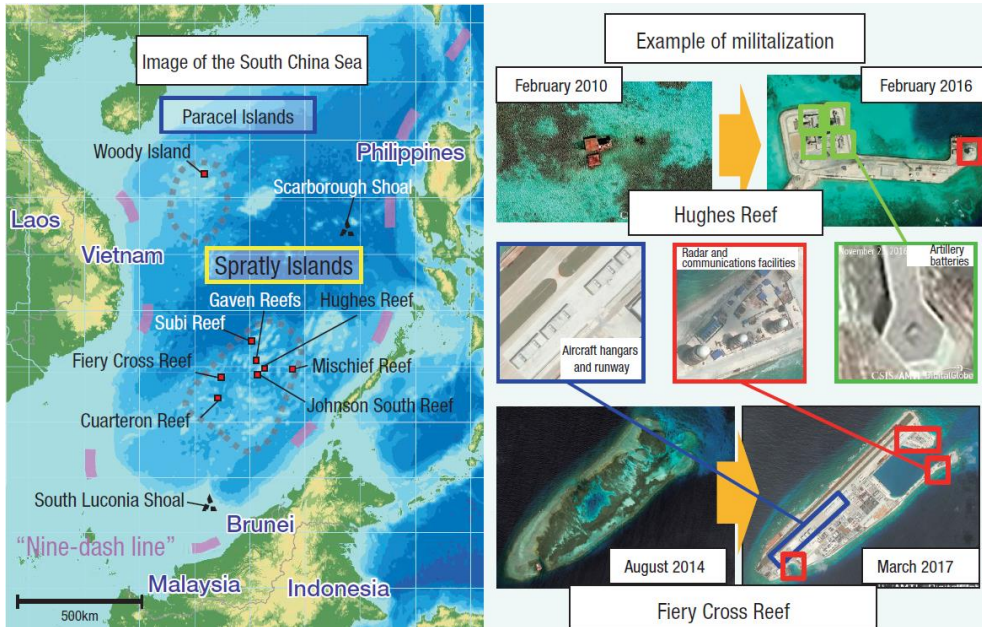 Image of the South China Sea
Paracel Islands
Woody Island
Philippines
Scarborough Shoal
Laos
Vietnam
Spratly Islands
Gaven Reefs
Hughes Reef
Subi Reef
Fiery Cross Reef
Mischief Reef
Cuarteron Reef
Johnson South Reef
South Luconia Shoal
Brunei
“Nine-dash line”
Malaysia
Indonesia
500km
Example of militalization
February 2010
February 2016
Hughes Reef
Aircraft hangars
and runway
Radar and
communications facilities
Artillery
batteries
August 2014
March 2017
Fiery Cross Reef